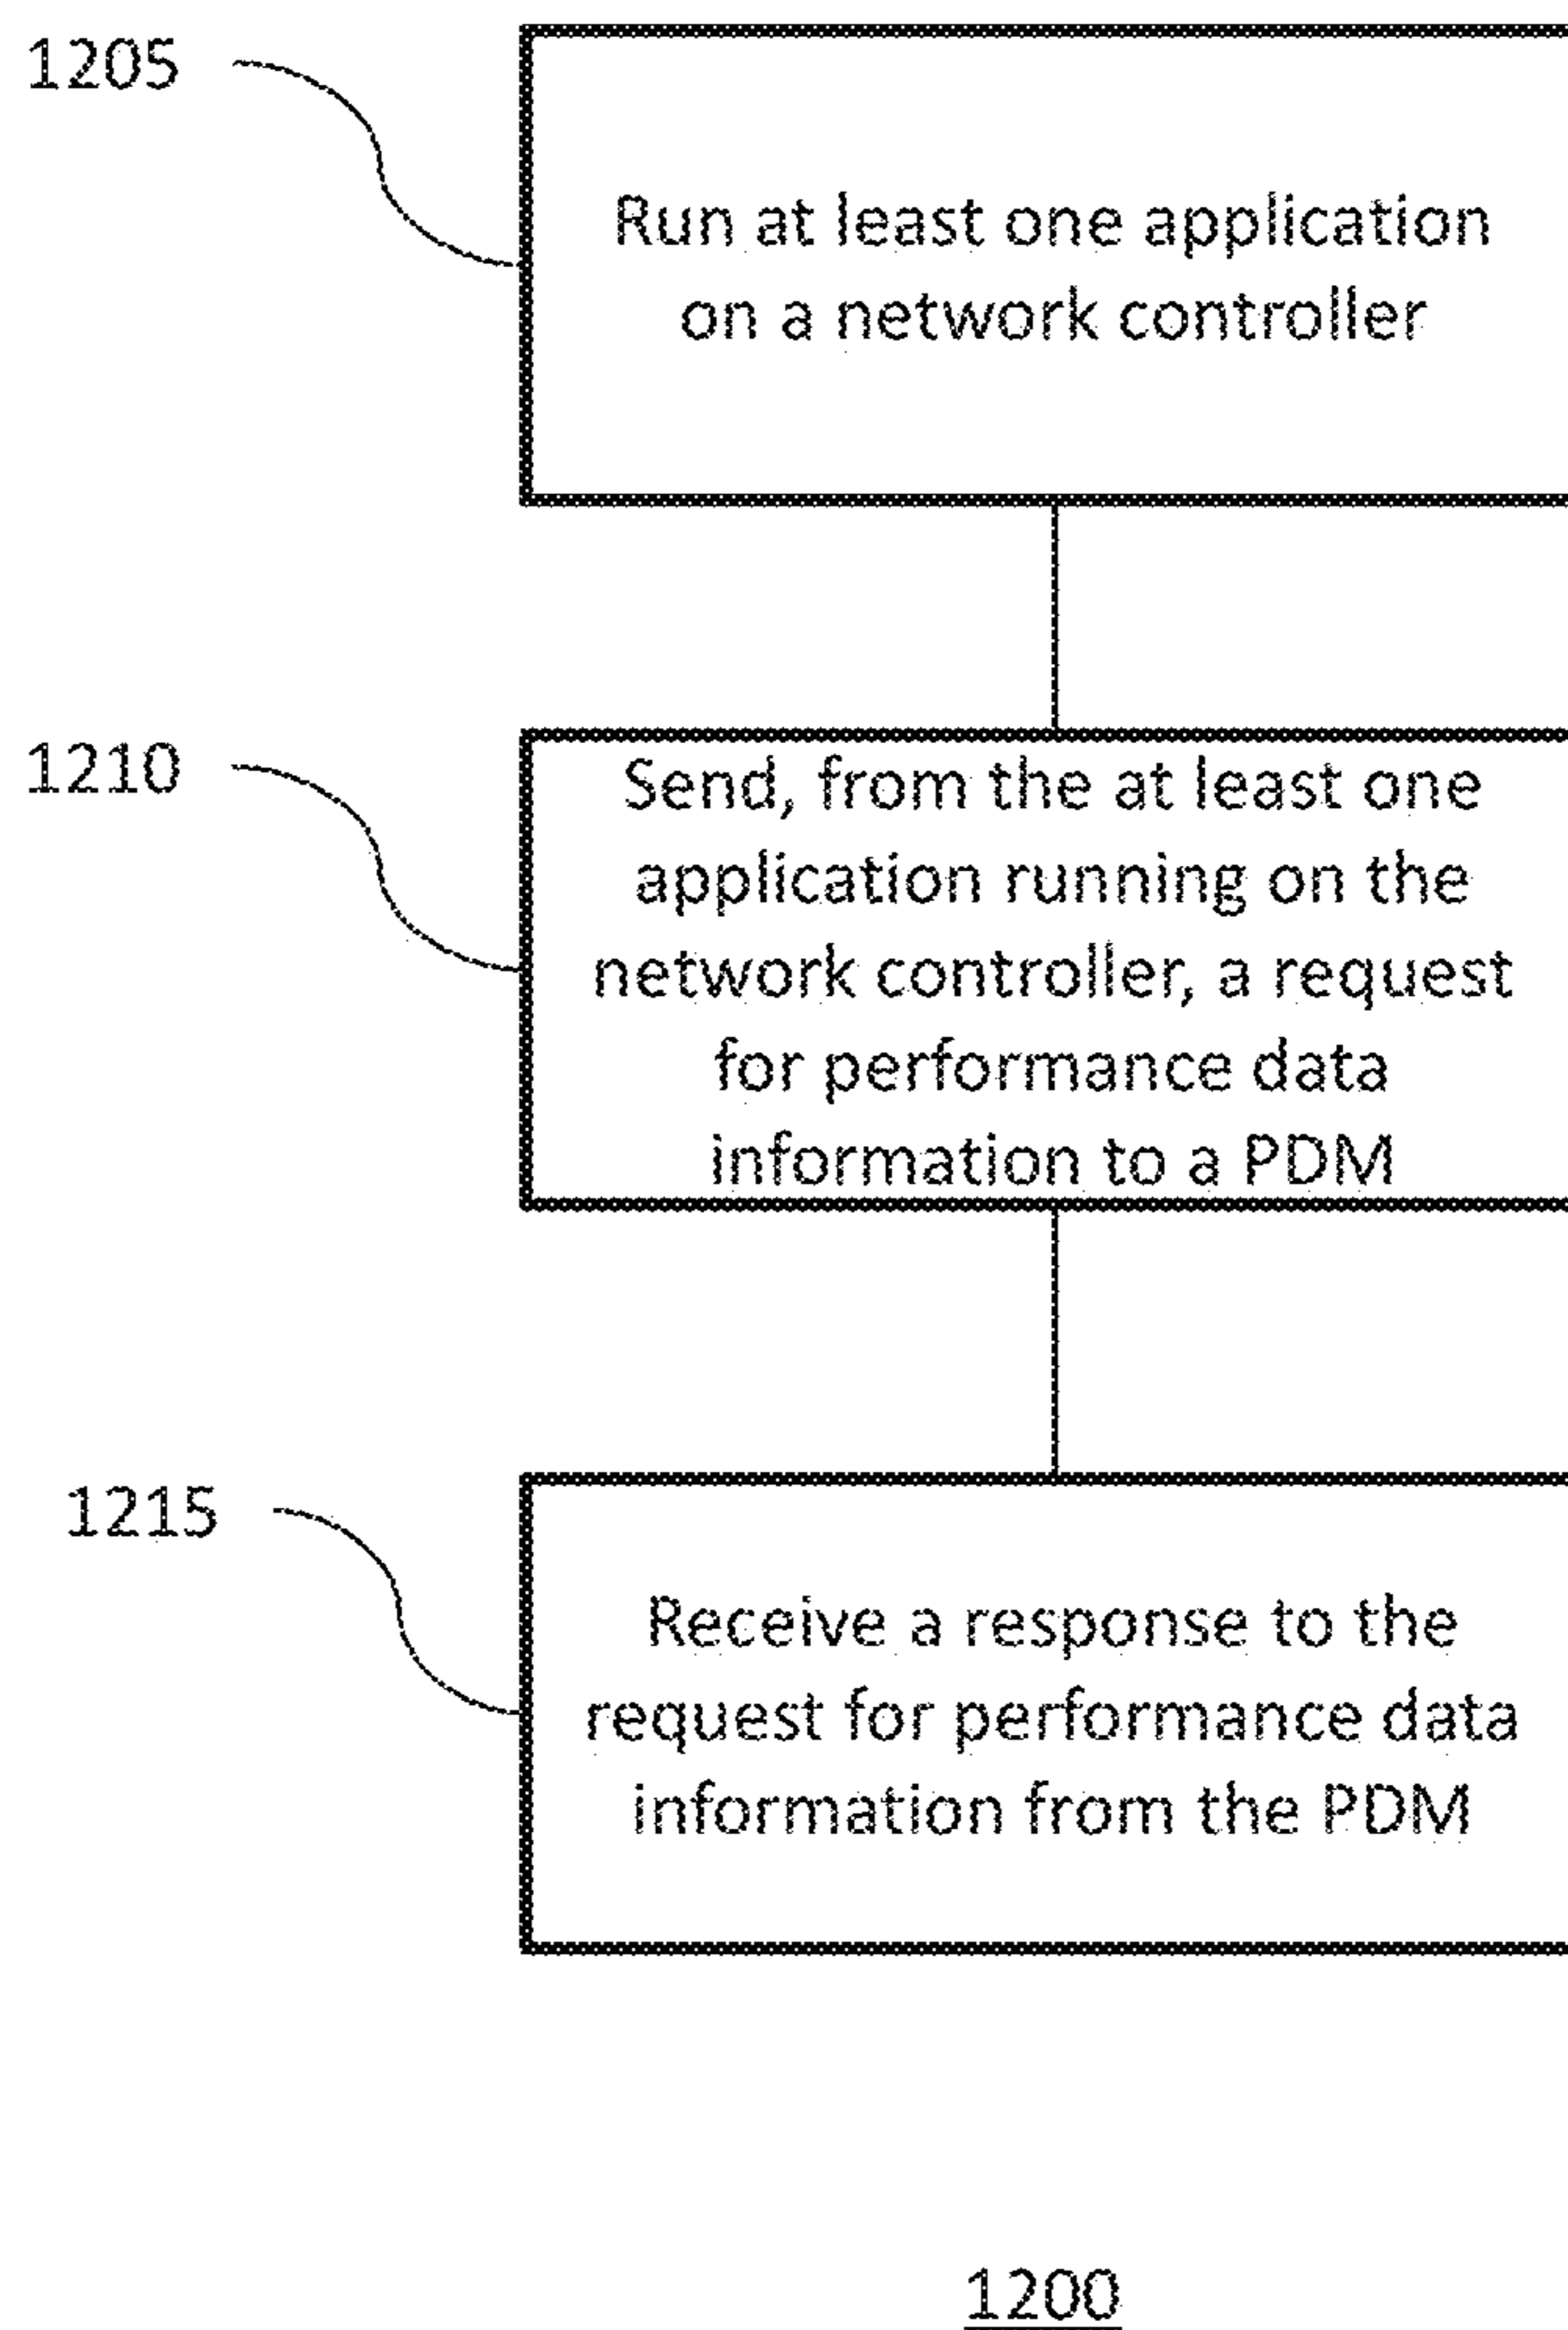 1205
Run at least one application
on a network controller
1210
Send, from the at least one
application running on the
network controller, a request
for performance data
information to a PDM
1215
Receive a response to the
request for performance data
information from the PDM
1200